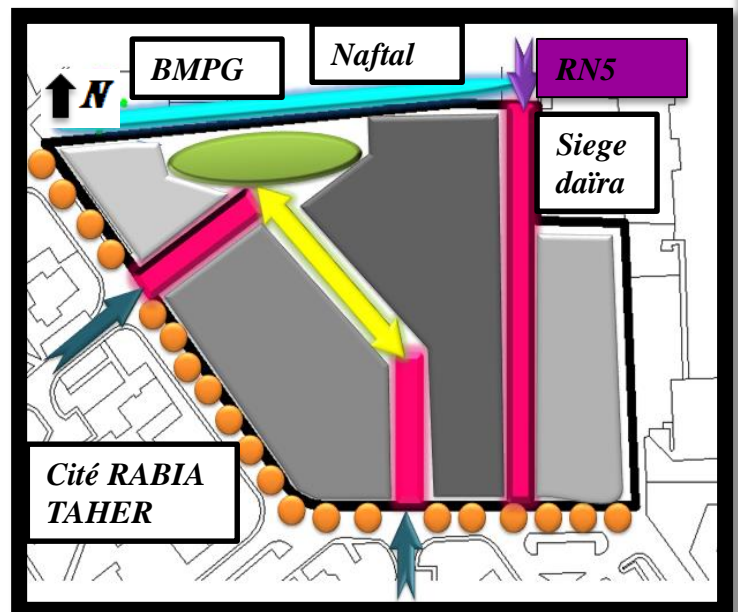 BMPG
Naftal
RN5
N
Siege
daïra
Cité RABIA
TAHER